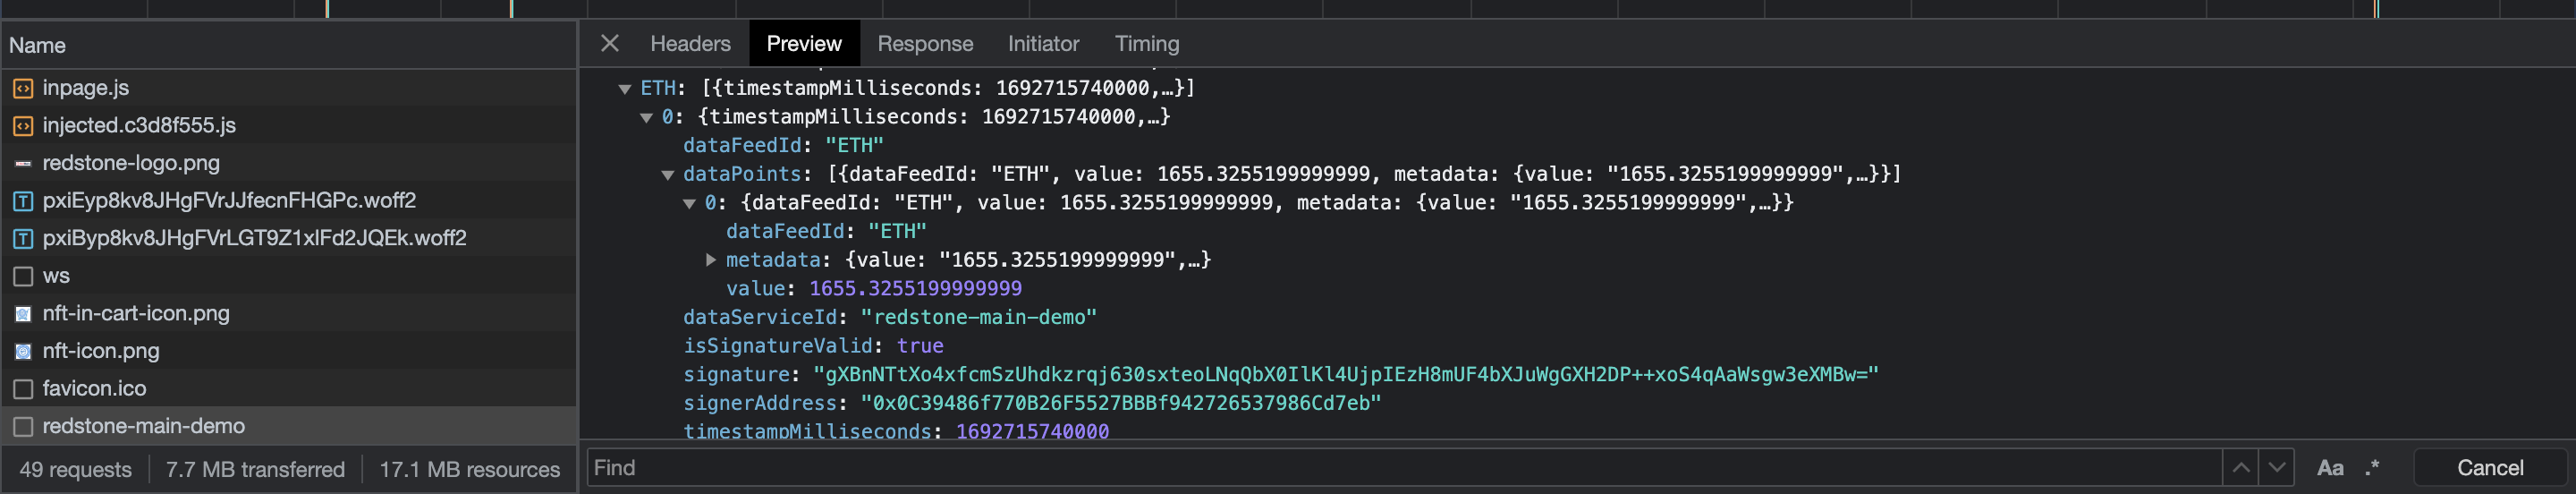 Name
inpage.js
injected.c3d8f555.js
redstone-logo.png
pxiEyp8kv8JHgFVrJJfecnFHGPc.woff2
pxiByp8kv8JHgFVrLGT9Z1xlFd2JQEk.woff2
ws
nft-in-cart-icon.png
nft-icon.png
favicon.ico
redstone-main-demo
49 requests 7.7 MB transferred 17.1 MB resources
Headers Preview Response Initiator Timing
ETH: [{timestampMilliseconds: 1692715740000,…}]
0: {timestampMilliseconds: 1692715740000,…}
dataFeedId: "ETH"
dataPoints: [{dataFeedId: "ETH", value: 1655.3255199999999, metadata: {value: "1655.3255199999999",…}}]
0: {dataFeedId: "ETH", value: 1655.3255199999999, metadata: {value: "1655.3255199999999",…}}
dataFeedId: "ETH"
metadata: {value: "1655.3255199999999",…}
value: 1655.3255199999999
dataServiceId: "redstone-main-demo"
isSignatureValid: true
signature: "gXBnNTtXo4xfcmSzUhdkzrqj630sxteoLNqQbX0IlKl4UjpIEzH8mUF4bXJuWgGXH2DP++xoS4qAaWsgw3eXMBw="
signerAddress: "0x0C39486f770B26F5527BBBf942726537986Cd7eb"
timestampMilliseconds: 1692715740000
Find Aa .* Cancel